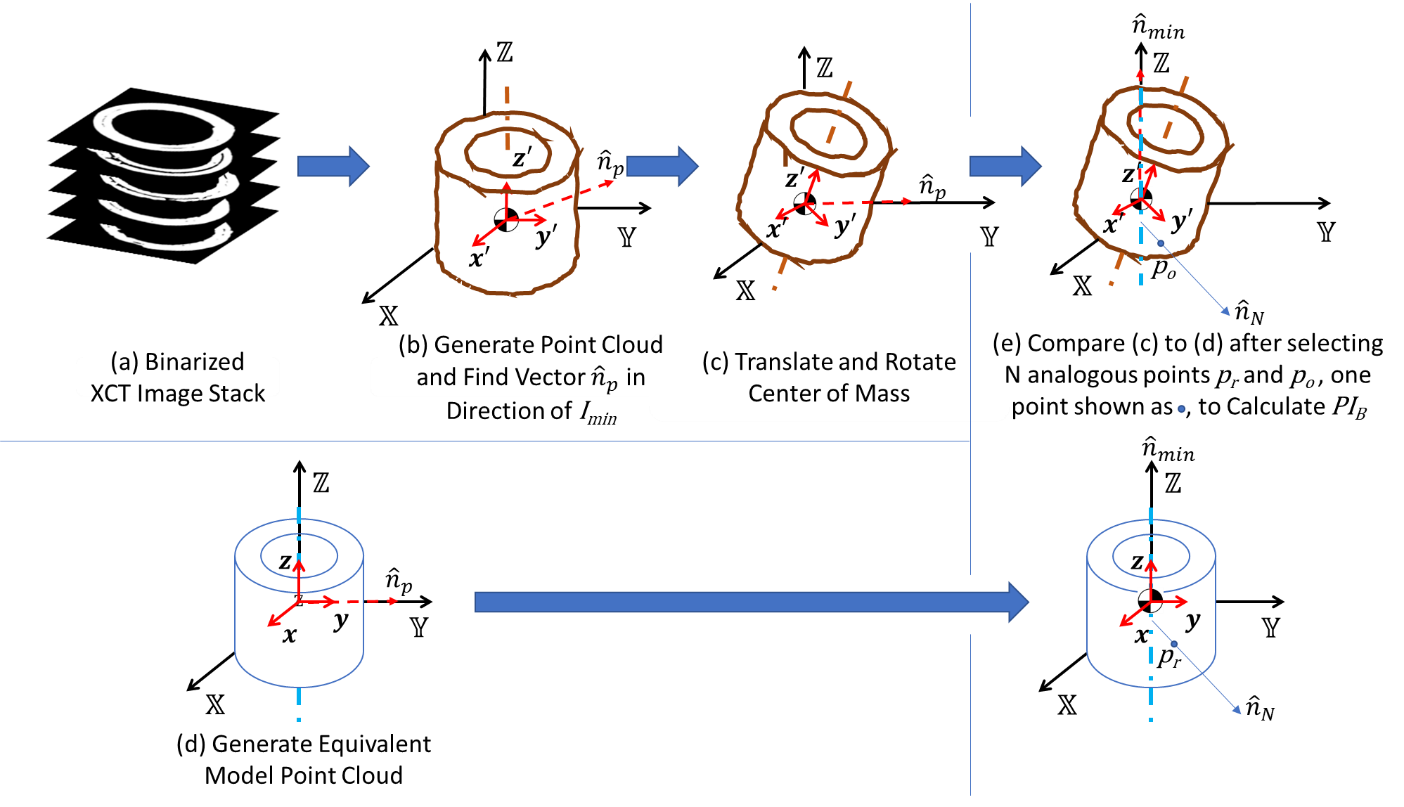 ℤ
z′
n̂p
y′
x′
𝕐
𝕏
ℤ
z′
n̂p
x′
y′
𝕐
𝕏
n̂min
ℤ
z′
x′
y′
𝕐
po
𝕏
n̂N
(a) Binarized
XCT Image Stack
(b) Generate Point Cloud
and Find Vector n̂p in
Direction of Imin
(c) Translate and Rotate
Center of Mass
(e) Compare (c) to (d) after selecting
N analogous points pr and po, one
point shown as •, to Calculate PIB
ℤ
z
n̂p
z
x
y
𝕐
𝕏
(d) Generate Equivalent
Model Point Cloud
n̂min
ℤ
z
x
y
𝕐
pr
𝕏
n̂N